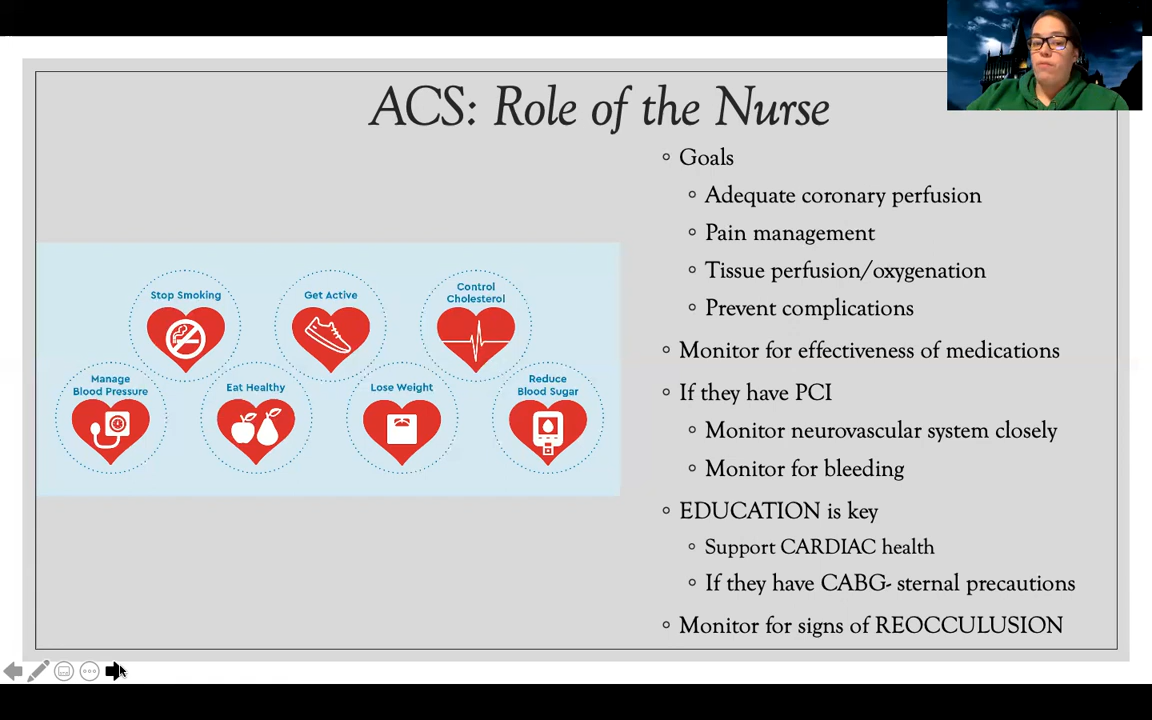 ACS: Role of the Nurse
Stop Smoking
Get Active
Control
Cholesterol
Manage
Blood Pressure
Eat Healthy
Lose Weight
Reduce
Blood Sugar
Goals
Adequate coronary perfusion
Pain management
Tissue perfusion/oxygenation
Prevent complications
Monitor for effectiveness of medications
If they have PCI
Monitor neurovascular system closely
Monitor for bleeding
EDUCATION is key
Support CARDIAC health
If they have CABG- sternal precautions
Monitor for signs of REOCCULUSION